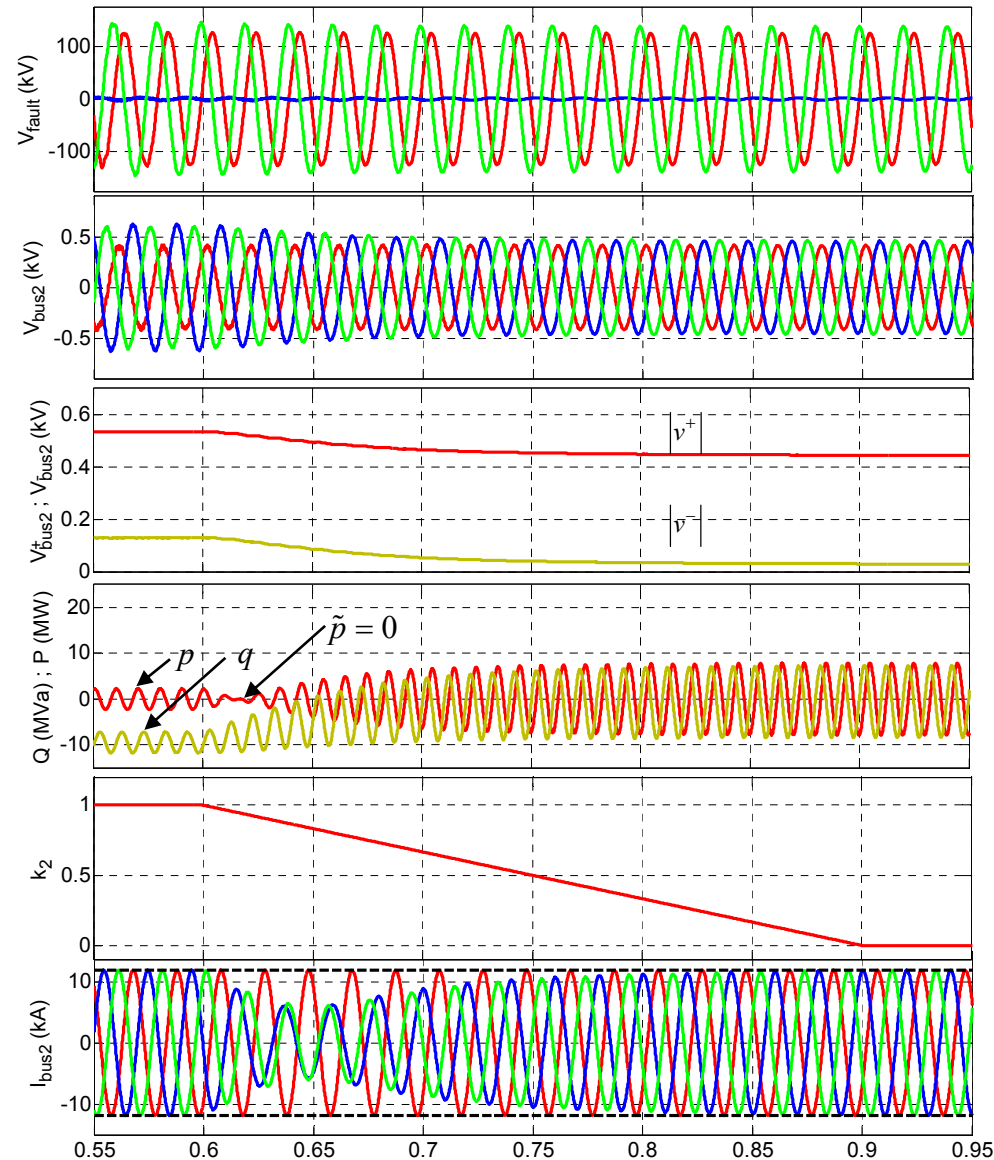 V_fault (kV)
100
0
-100
V_bus2 (kV)
0.5
0
-0.5
V^+_bus2 ; V^-_bus2 (kV)
0.6
0.4
0.2
0
|v^+|
|v^-|
Q (MVa) ; P (MW)
20
10
0
-10
p
q
p̃ = 0
k_2
1
0.5
0
I_bus2 (kA)
10
0
-10
0.55 0.6 0.65 0.7 0.75 0.8 0.85 0.9 0.95